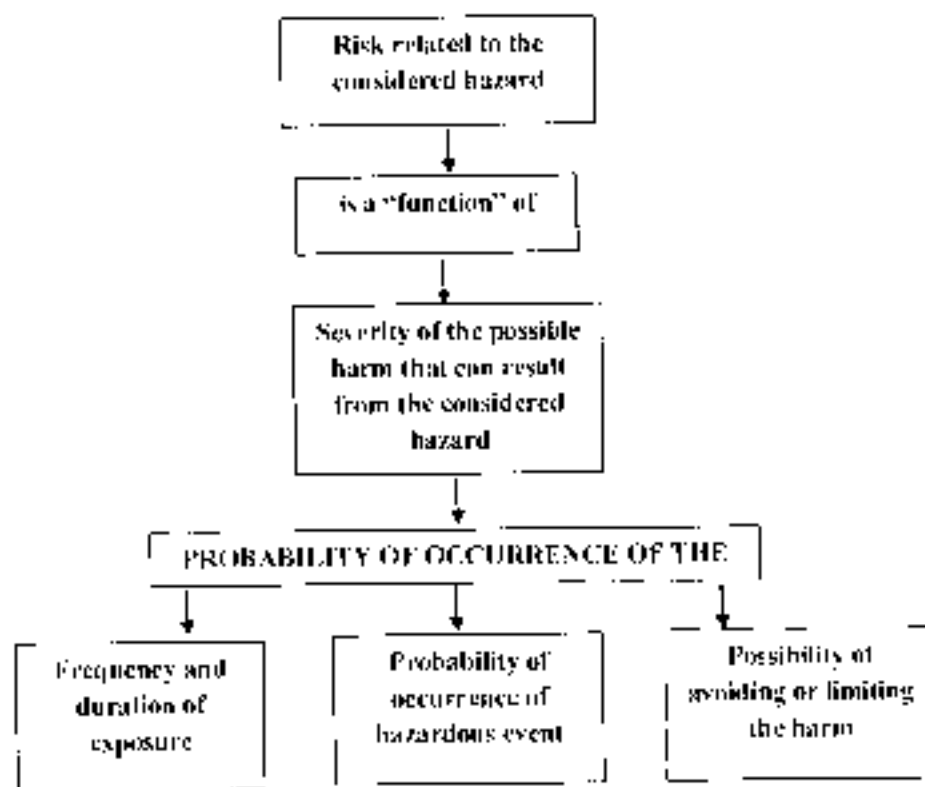 Risk related to the
considered hazard
is a “function” of
Severity of the possible
harm that can result
from the considered
hazard
PROBABILITY OF OCCURRENCE OF THE
Frequency and
duration of
exposure
Probability of
occurrence of
hazardous event
Possibility of
avoiding or limiting
the harm